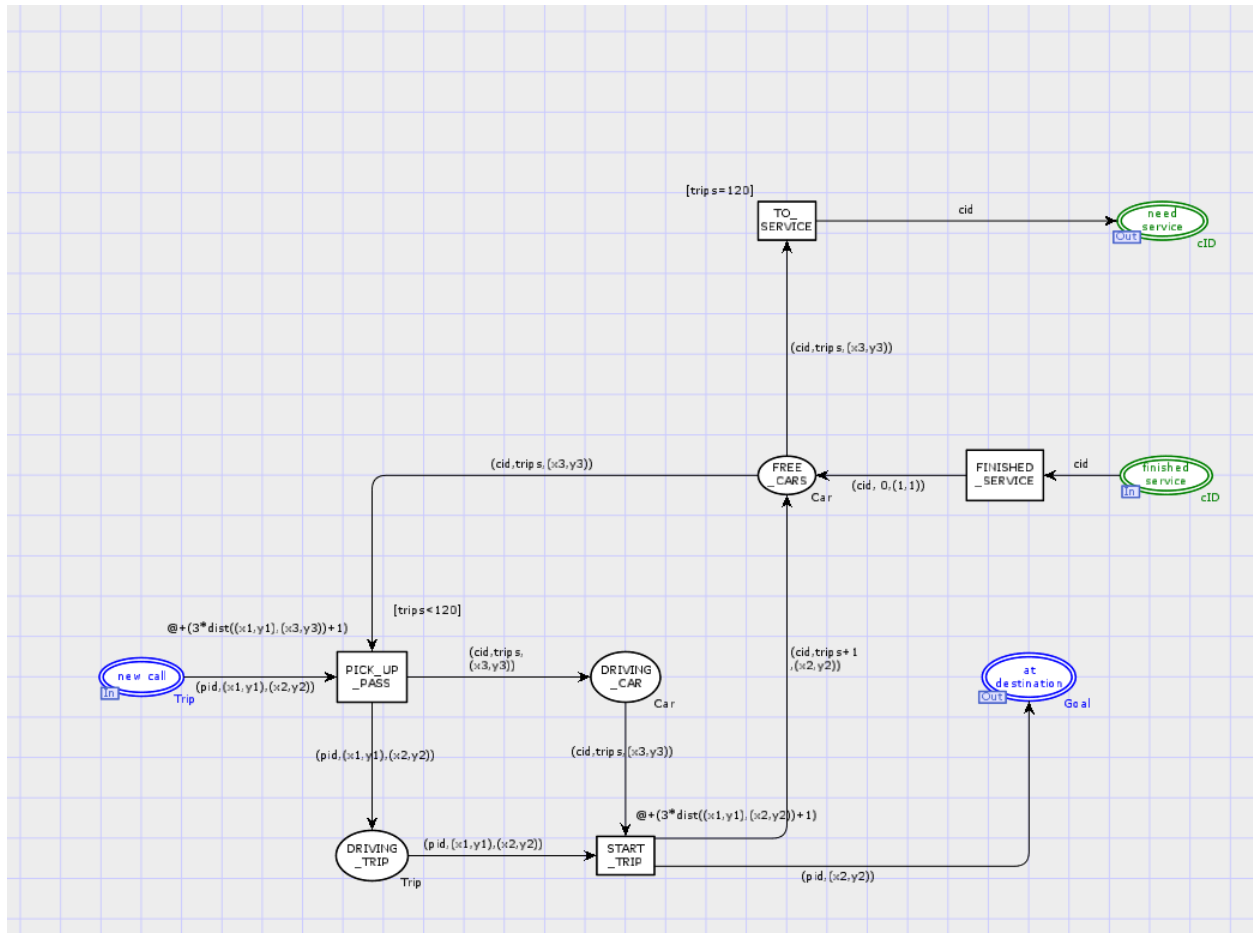 [trips=120]
TO_
SERVICE
cid
need
service
Out
cID
(cid,trips,(x3,y3))
(cid,trips,(x3,y3))
FREE
_CARS
Car
(cid, 0,(1,1))
FINISHED
_SERVICE
cid
finished
service
In
cID
[trips<120]
@+(3*dist((x1,y1),(x3,y3))+1)
new call
In
Trip
(pid,(x1,y1),(x2,y2))
PICK_UP
_PASS
(cid,trips,
(x3,y3))
DRIVING
_CAR
Car
(cid,trips+1
,(x2,y2))
at
destination
Out
Goal
(pid,(x1,y1),(x2,y2))
(cid,trips,(x3,y3))
@+(3*dist((x1,y1),(x2,y2))+1)
DRIVING
_TRIP
Trip
(pid,(x1,y1),(x2,y2))
START
_TRIP
(pid,(x2,y2))